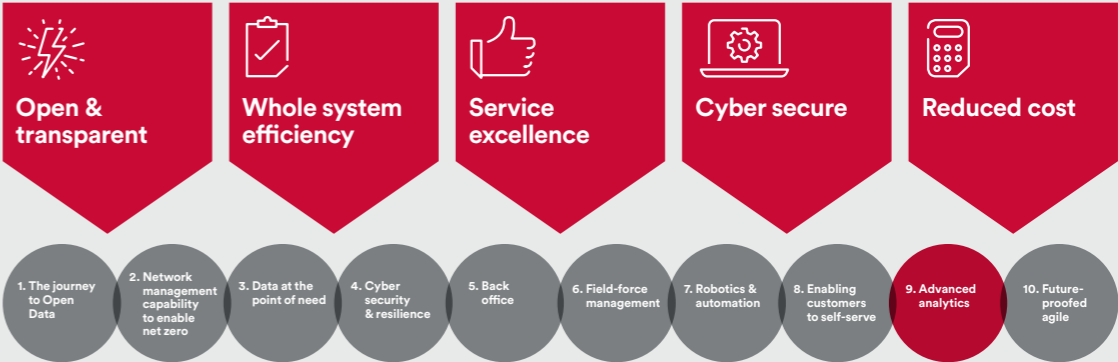 Open &
transparent
Whole system
efficiency
Service
excellence
Cyber secure
Reduced cost
1. The journey
to Open
Data
2. Network
management
capability
to enable
net zero
3. Data at the
point of need
4. Cyber
security
& resilience
5. Back
office
6. Field-force
management
7. Robotics &
automation
8. Enabling
customers
to self-serve
9. Advanced
analytics
10. Future-
proofed
agile